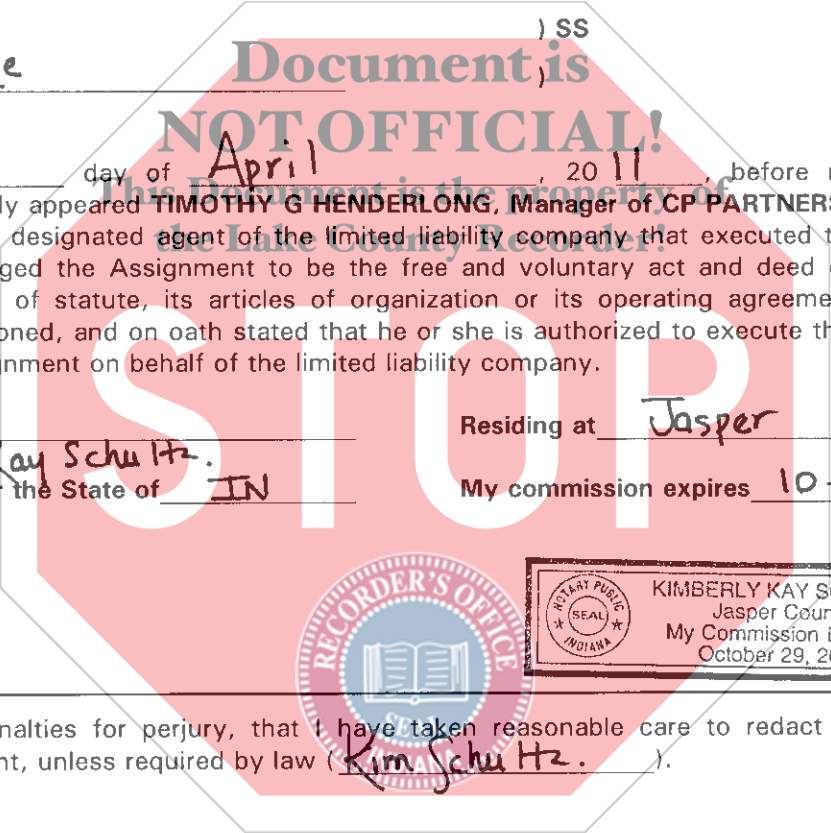 ) SS
Document is
e )
NOT OFFICIAL!
day of April , 20 11 , before
This Document is the property of
ly appeared TIMOTHY G HENDERLONG, Manager of CP PARTNERS
the Lake County Recorder!
designated agent of the limited liability company that executed t
ged the Assignment to be the free and voluntary act and deed
of statute, its articles of organization or its operating agreeme
oned, and on oath stated that he or she is authorized to execute th
nment on behalf of the limited liability company.
STOP
Residing at Jasper
Kay Schultz.
the State of IN My commission expires 10-
RECORDER'S OFFICE
SEAL
INDIANA
NOTARY PUBLIC
SEAL
INDIANA
KIMBERLY KAY S
Jasper Coun
My Commission E
October 29, 20
nalties for perjury, that I have taken reasonable care to redact
nt, unless required by law ( Kim Schultz. ).